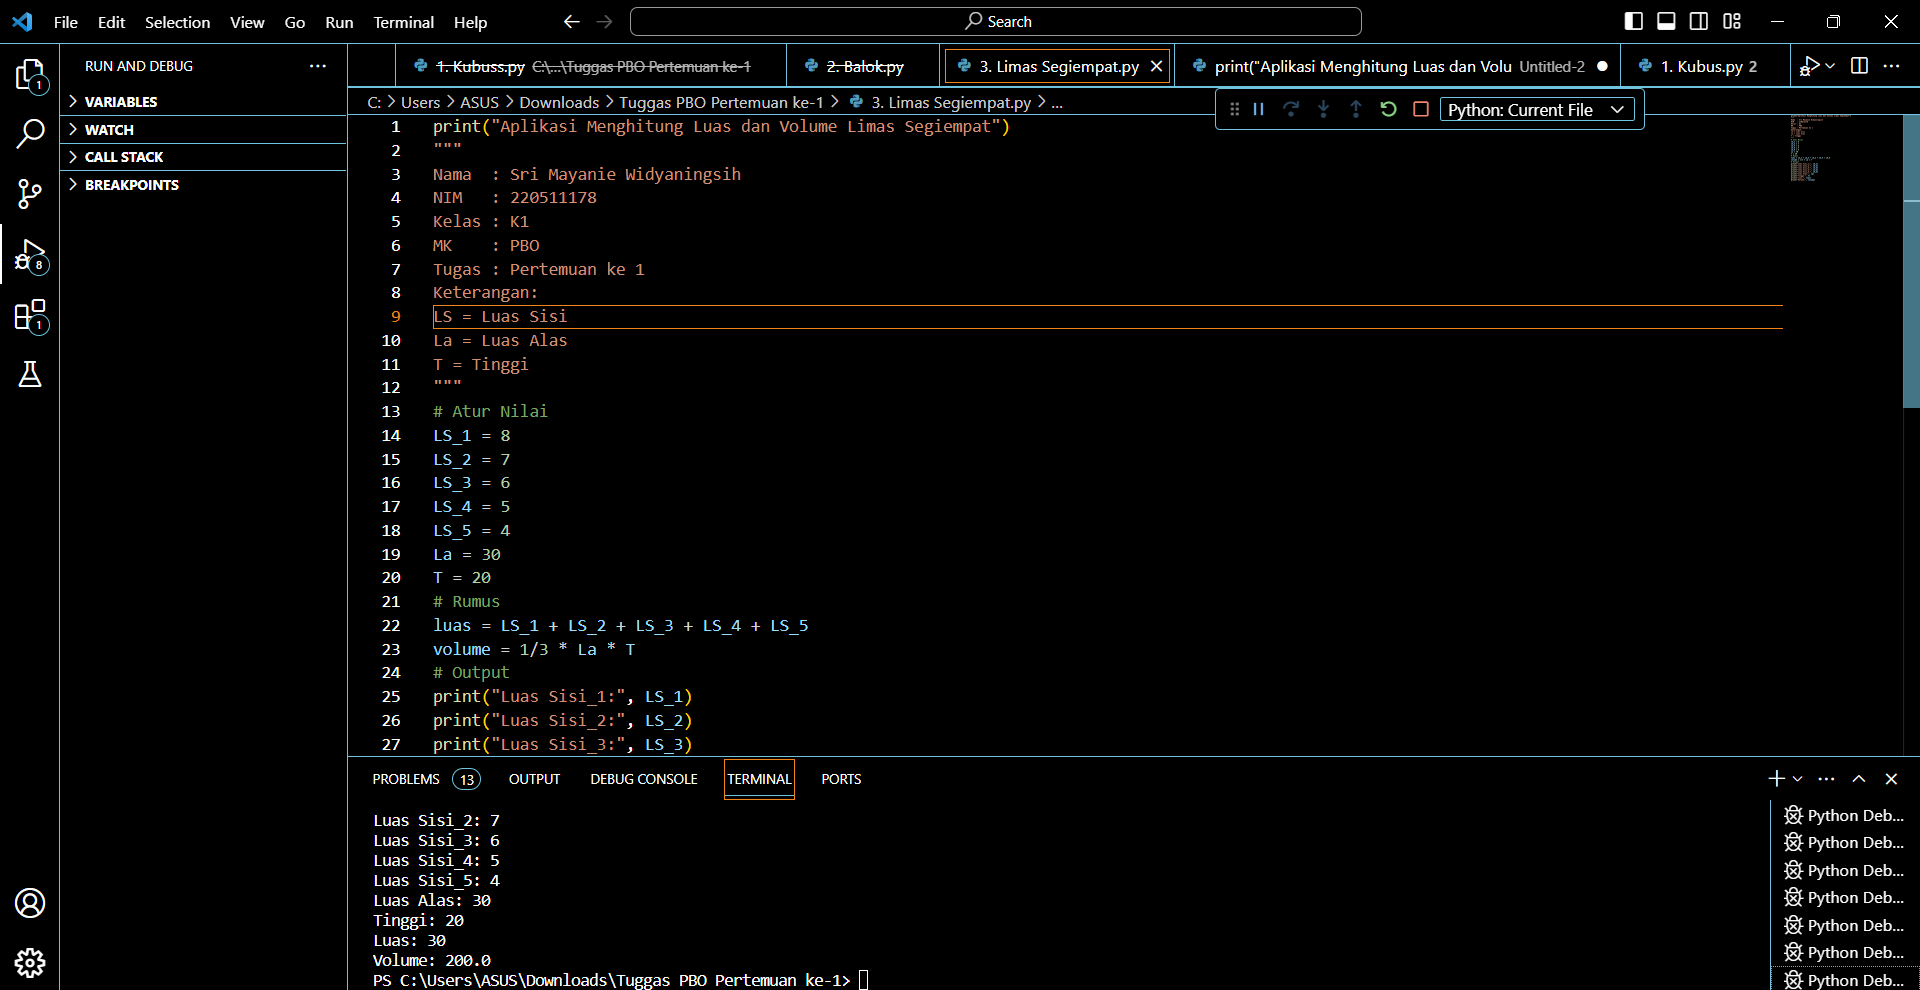 File Edit Selection View Go Run Terminal Help
Search
RUN AND DEBUG
VARIABLES
WATCH
CALL STACK
BREAKPOINTS
1
8
1
1. Kubuss.py C:\...\Tuggas PBO Pertemuan ke-1
2. Balok.py
3. Limas Segiempat.py
print("Aplikasi Menghitung Luas dan Volu Untitled-2
1. Kubus.py 2
C: > Users > ASUS > Downloads > Tuggas PBO Pertemuan ke-1 > 3. Limas Segiempat.py > ...
Python: Current File
1 print("Aplikasi Menghitung Luas dan Volume Limas Segiempat")
2 """
3 Nama  : Sri Mayanie Widyaningsih
4 NIM   : 220511178
5 Kelas : K1
6 MK    : PBO
7 Tugas : Pertemuan ke 1
8 Keterangan:
9 LS = Luas Sisi
10 La = Luas Alas
11 T = Tinggi
12 """
13 # Atur Nilai
14 LS_1 = 8
15 LS_2 = 7
16 LS_3 = 6
17 LS_4 = 5
18 LS_5 = 4
19 La = 30
20 T = 20
21 # Rumus
22 luas = LS_1 + LS_2 + LS_3 + LS_4 + LS_5
23 volume = 1/3 * La * T
24 # Output
25 print("Luas Sisi_1:", LS_1)
26 print("Luas Sisi_2:", LS_2)
27 print("Luas Sisi_3:", LS_3)
PROBLEMS 13 OUTPUT DEBUG CONSOLE TERMINAL PORTS
Luas Sisi_2: 7
Luas Sisi_3: 6
Luas Sisi_4: 5
Luas Sisi_5: 4
Luas Alas: 30
Tinggi: 20
Luas: 30
Volume: 200.0
PS C:\Users\ASUS\Downloads\Tuggas PBO Pertemuan ke-1>
Python Deb...
Python Deb...
Python Deb...
Python Deb...
Python Deb...
Python Deb...
Python Deb...